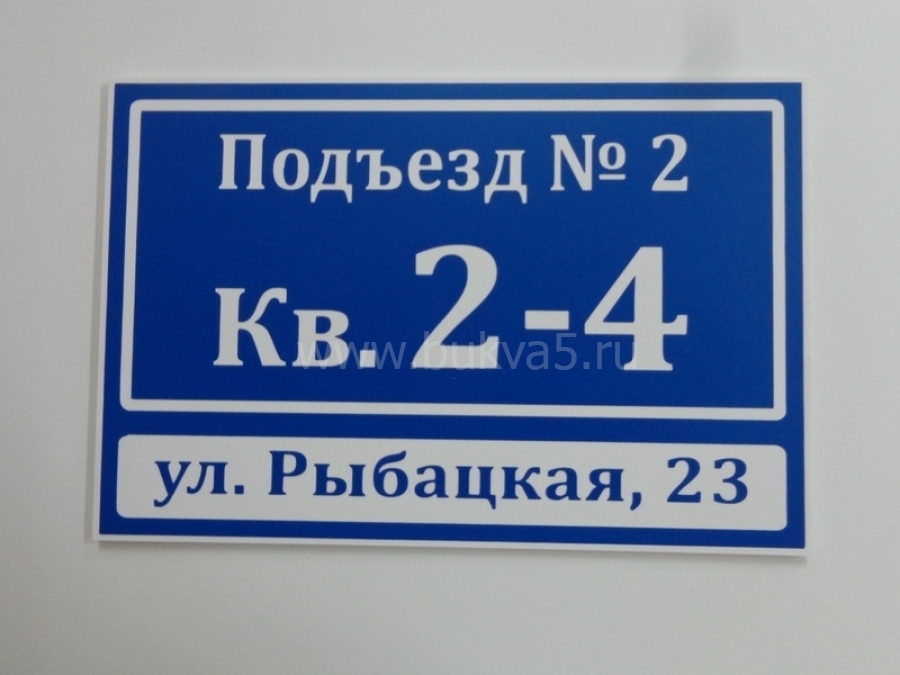 Подъезд № 2
Кв. 2-4
www.bukva5.ru
ул. Рыбацкая, 23